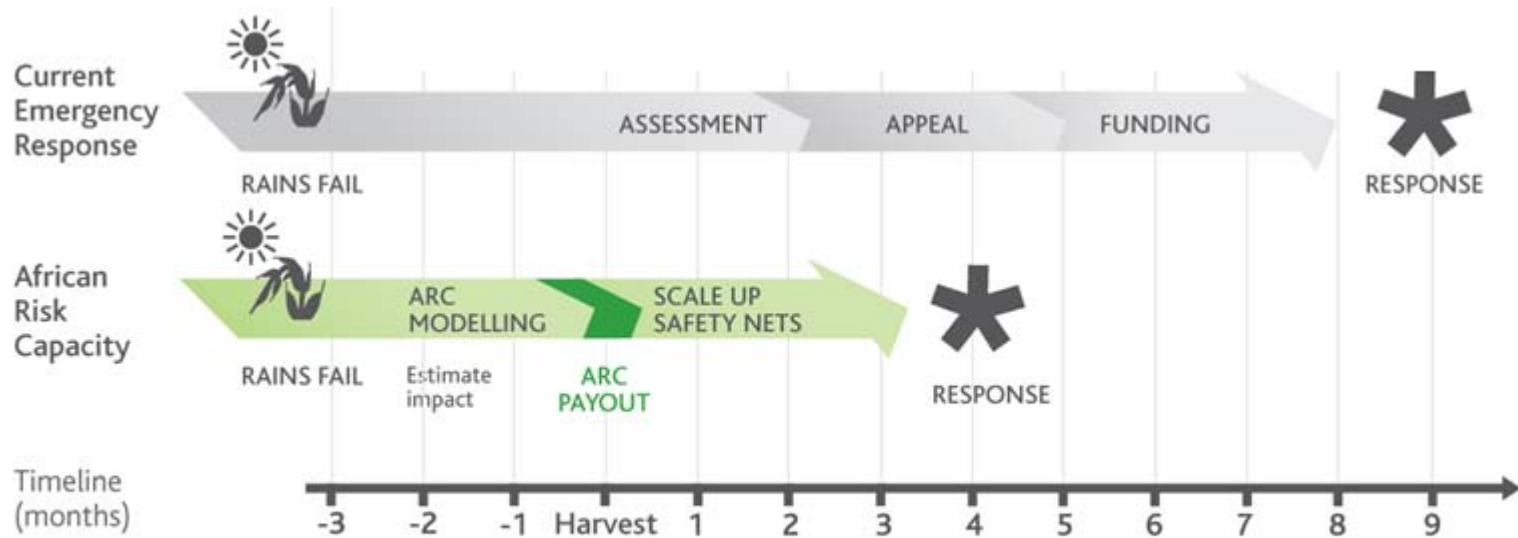 Current
Emergency
Response
ASSESSMENT
APPEAL
FUNDING
RAINS FAIL
RESPONSE
African
Risk
Capacity
ARC
MODELLING
SCALE UP
SAFETY NETS
RAINS FAIL
Estimate
impact
ARC
PAYOUT
RESPONSE
Timeline
(months)
-3 -2 -1 Harvest 1 2 3 4 5 6 7 8 9